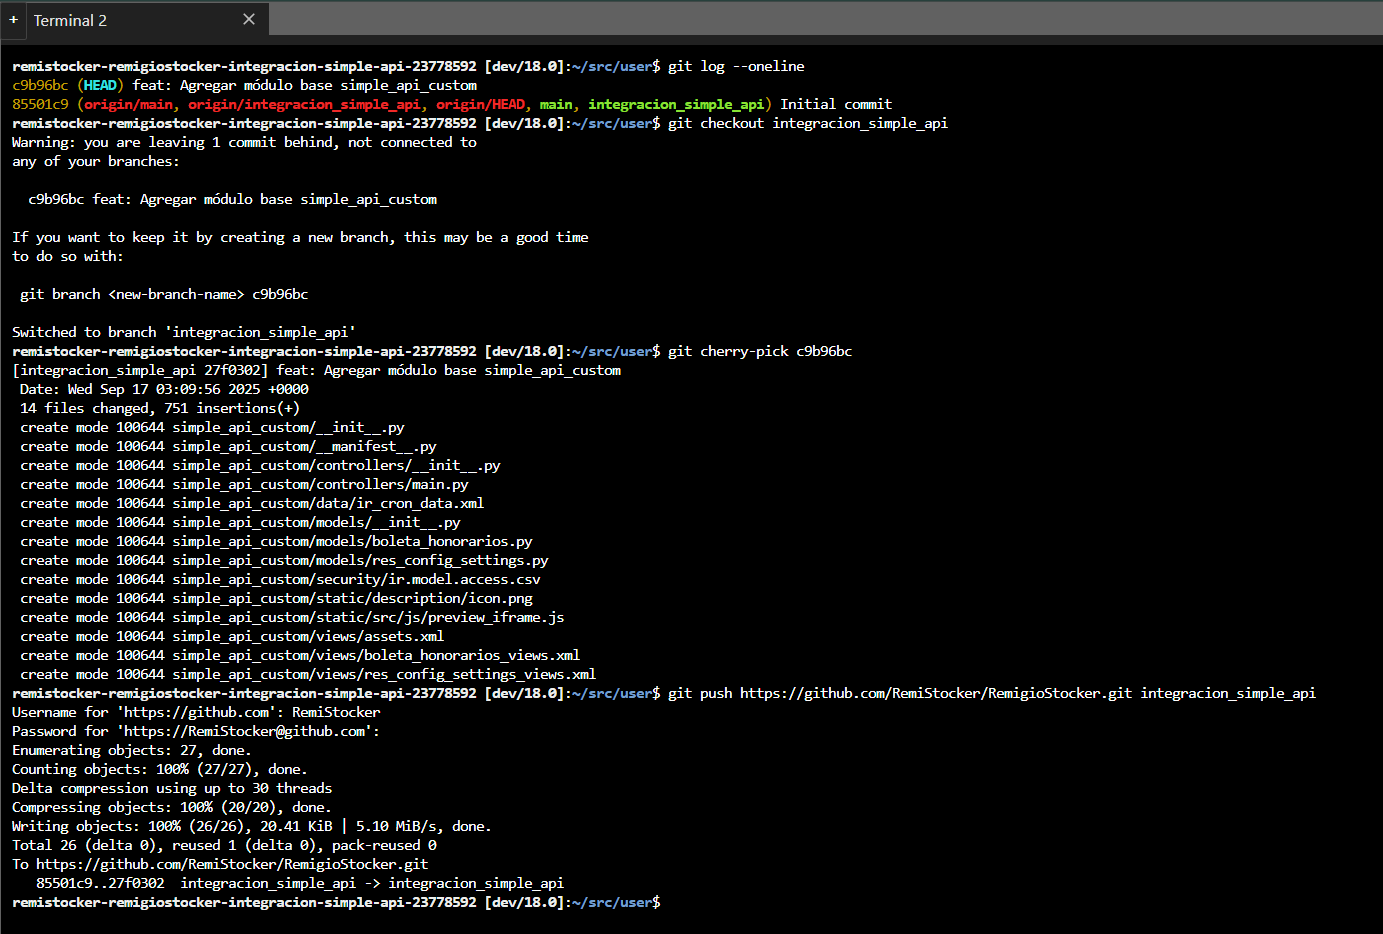 + Terminal 2 ×
remistocker-remigiostocker-integracion-simple-api-23778592 [dev/18.0]:~/src/user$ git log --oneline
c9b96bc (HEAD) feat: Agregar módulo base simple_api_custom
85501c9 (origin/main, origin/integracion_simple_api, origin/HEAD, main, integracion_simple_api) Initial commit
remistocker-remigiostocker-integracion-simple-api-23778592 [dev/18.0]:~/src/user$ git checkout integracion_simple_api
Warning: you are leaving 1 commit behind, not connected to
any of your branches:
c9b96bc feat: Agregar módulo base simple_api_custom
If you want to keep it by creating a new branch, this may be a good time
to do so with:
git branch <new-branch-name> c9b96bc
Switched to branch 'integracion_simple_api'
remistocker-remigiostocker-integracion-simple-api-23778592 [dev/18.0]:~/src/user$ git cherry-pick c9b96bc
[integracion_simple_api 27f0302] feat: Agregar módulo base simple_api_custom
Date: Wed Sep 17 03:09:56 2025 +0000
14 files changed, 751 insertions(+)
create mode 100644 simple_api_custom/__init__.py
create mode 100644 simple_api_custom/__manifest__.py
create mode 100644 simple_api_custom/controllers/__init__.py
create mode 100644 simple_api_custom/controllers/main.py
create mode 100644 simple_api_custom/data/ir_cron_data.xml
create mode 100644 simple_api_custom/models/__init__.py
create mode 100644 simple_api_custom/models/boleta_honorarios.py
create mode 100644 simple_api_custom/models/res_config_settings.py
create mode 100644 simple_api_custom/security/ir.model.access.csv
create mode 100644 simple_api_custom/static/description/icon.png
create mode 100644 simple_api_custom/static/src/js/preview_iframe.js
create mode 100644 simple_api_custom/views/assets.xml
create mode 100644 simple_api_custom/views/boleta_honorarios_views.xml
create mode 100644 simple_api_custom/views/res_config_settings_views.xml
remistocker-remigiostocker-integracion-simple-api-23778592 [dev/18.0]:~/src/user$ git push https://github.com/RemiStocker/RemigioStocker.git integracion_simple_api
Username for 'https://github.com': RemiStocker
Password for 'https://RemiStocker@github.com':
Enumerating objects: 27, done.
Counting objects: 100% (27/27), done.
Delta compression using up to 30 threads
Compressing objects: 100% (20/20), done.
Writing objects: 100% (26/26), 20.41 KiB | 5.10 MiB/s, done.
Total 26 (delta 0), reused 1 (delta 0), pack-reused 0
To https://github.com/RemiStocker/RemigioStocker.git
85501c9..27f0302  integracion_simple_api -> integracion_simple_api
remistocker-remigiostocker-integracion-simple-api-23778592 [dev/18.0]:~/src/user$